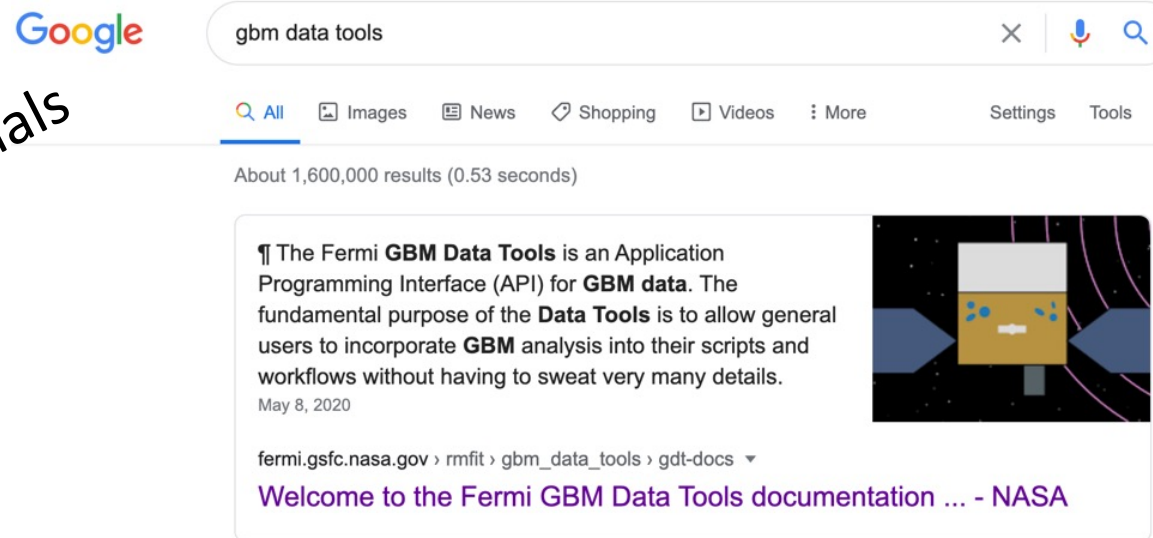 Google
gbm data tools
als
All Images News Shopping Videos More Settings Tools
About 1,600,000 results (0.53 seconds)
¶ The Fermi GBM Data Tools is an Application
Programming Interface (API) for GBM data. The
fundamental purpose of the Data Tools is to allow general
users to incorporate GBM analysis into their scripts and
workflows without having to sweat very many details.
May 8, 2020
fermi.gsfc.nasa.gov › rmfit › gbm_data_tools › gdt-docs
Welcome to the Fermi GBM Data Tools documentation ... - NASA